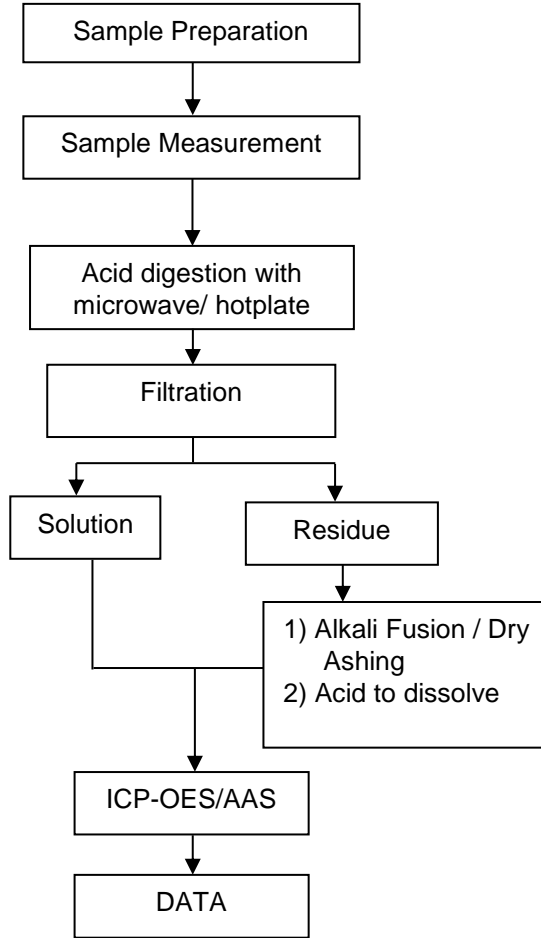 Sample Preparation
Sample Measurement
Acid digestion with
microwave/ hotplate
Filtration
Solution
Residue
1) Alkali Fusion / Dry
Ashing
2) Acid to dissolve
ICP-OES/AAS
DATA